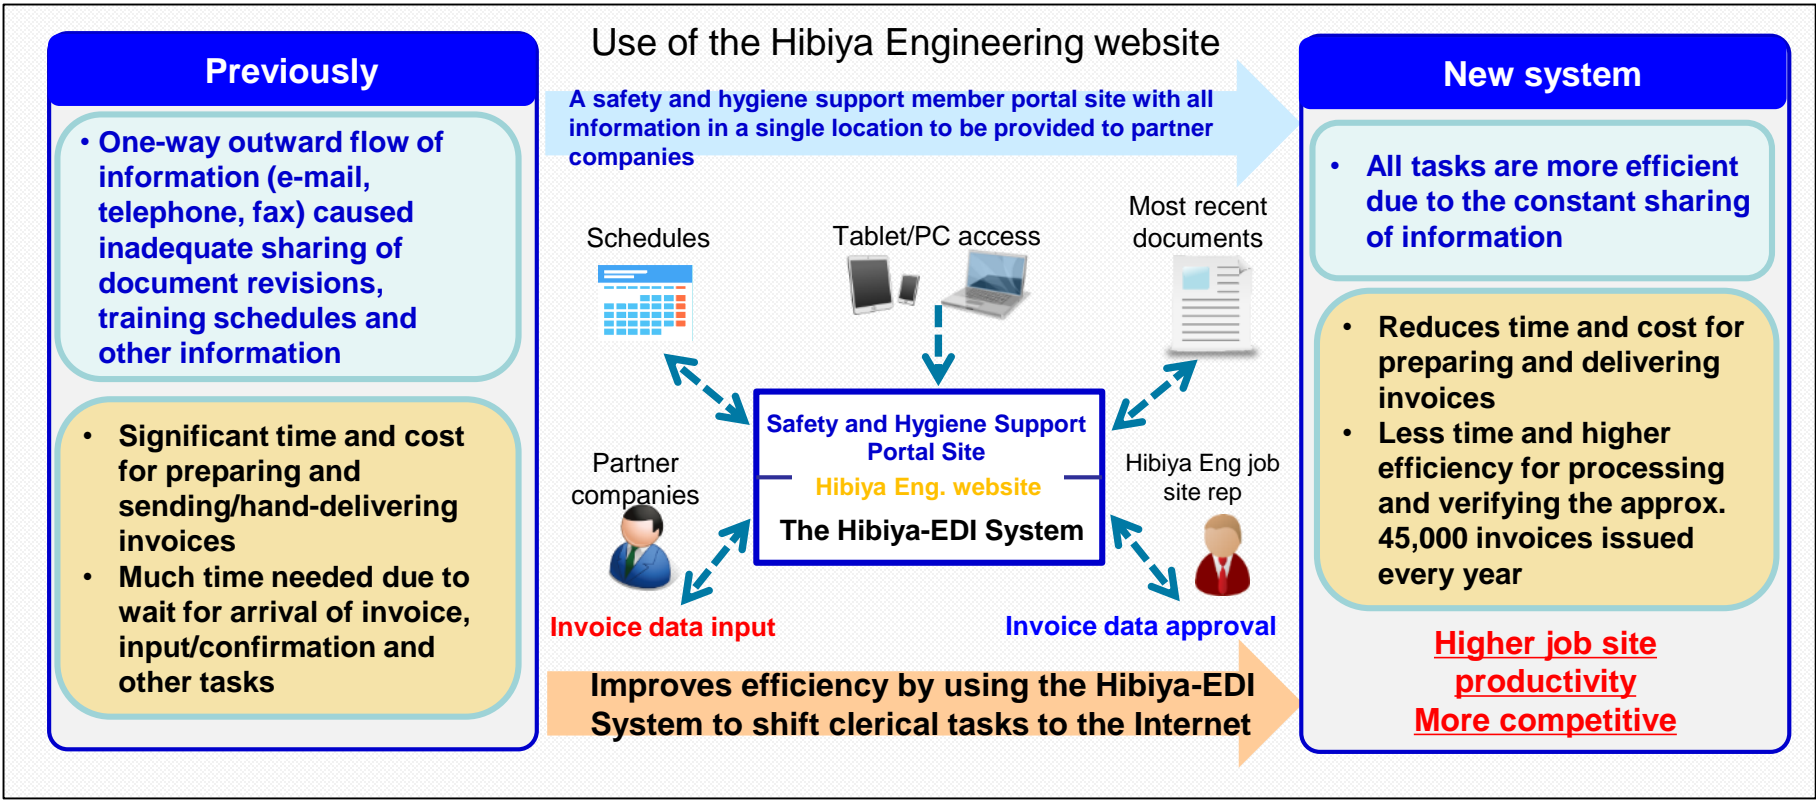 Use of the Hibiya Engineering website
Previously
• One-way outward flow of
information (e-mail,
telephone, fax) caused
inadequate sharing of
document revisions,
training schedules and
other information
• Significant time and cost
for preparing and
sending/hand-delivering
invoices
• Much time needed due to
wait for arrival of invoice,
input/confirmation and
other tasks
A safety and hygiene support member portal site with all
information in a single location to be provided to partner
companies
Schedules
Tablet/PC access
Most recent
documents
Safety and Hygiene Support
Portal Site
Hibiya Eng. website
The Hibiya-EDI System
Partner
companies
Hibiya Eng job
site rep
Invoice data input
Invoice data approval
Improves efficiency by using the Hibiya-EDI
System to shift clerical tasks to the Internet
New system
• All tasks are more efficient
due to the constant sharing
of information
• Reduces time and cost for
preparing and delivering
invoices
• Less time and higher
efficiency for processing
and verifying the approx.
45,000 invoices issued
every year
Higher job site
productivity
More competitive